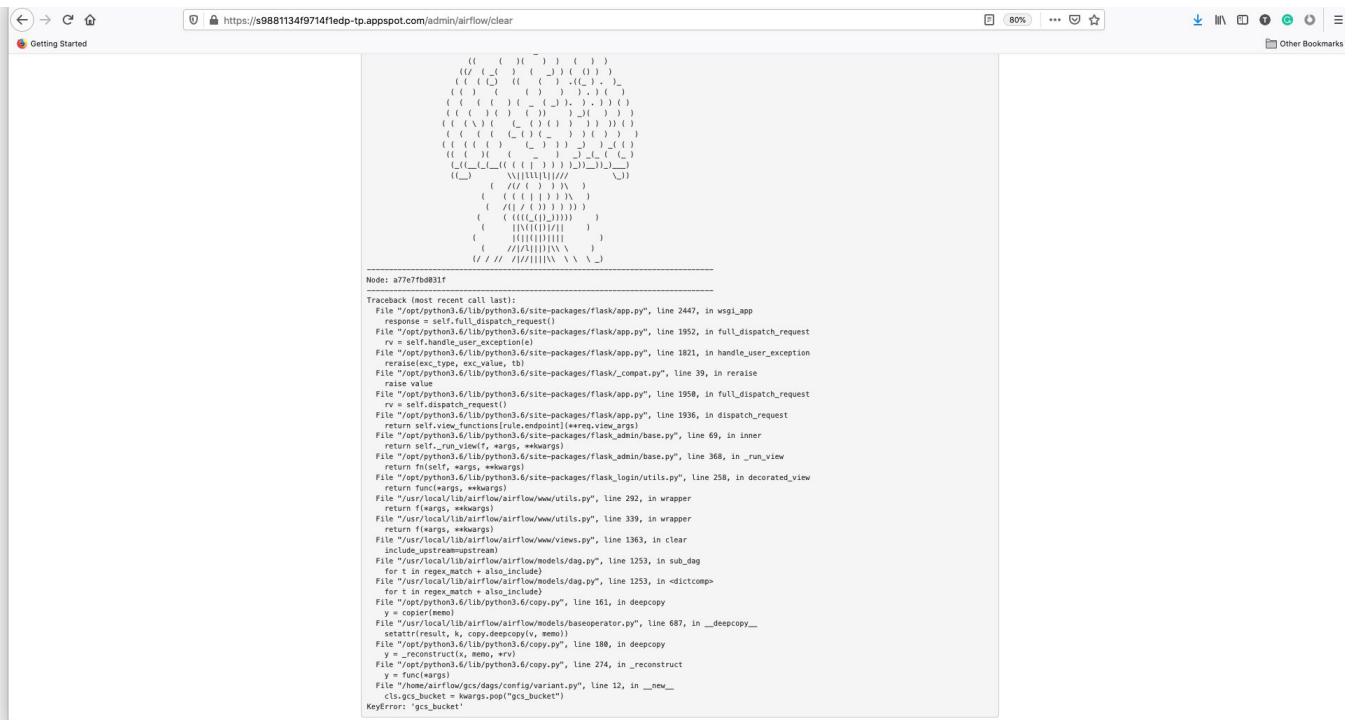 https://s9881134f9714f1edp-tp.appspot.com/admin/airflow/clear
80%
Getting Started
Other Bookmarks
Node: a77e7fbd031f
Traceback (most recent call last):
File "/opt/python3.6/lib/python3.6/site-packages/flask/app.py", line 2447, in wsgi_app
response = self.full_dispatch_request()
File "/opt/python3.6/lib/python3.6/site-packages/flask/app.py", line 1952, in full_dispatch_request
rv = self.handle_user_exception(e)
File "/opt/python3.6/lib/python3.6/site-packages/flask/app.py", line 1821, in handle_user_exception
reraise(exc_type, exc_value, tb)
File "/opt/python3.6/lib/python3.6/site-packages/flask/_compat.py", line 39, in reraise
raise value
File "/opt/python3.6/lib/python3.6/site-packages/flask/app.py", line 1950, in full_dispatch_request
rv = self.dispatch_request()
File "/opt/python3.6/lib/python3.6/site-packages/flask/app.py", line 1936, in dispatch_request
return self.view_functions[rule.endpoint](**req.view_args)
File "/opt/python3.6/lib/python3.6/site-packages/flask_admin/base.py", line 69, in inner
return self._run_view(f, *args, **kwargs)
File "/opt/python3.6/lib/python3.6/site-packages/flask_admin/base.py", line 368, in _run_view
return fn(self, *args, **kwargs)
File "/opt/python3.6/lib/python3.6/site-packages/flask_login/utils.py", line 258, in decorated_view
return func(*args, **kwargs)
File "/usr/local/lib/airflow/airflow/www/utils.py", line 292, in wrapper
return f(*args, **kwargs)
File "/usr/local/lib/airflow/airflow/www/utils.py", line 339, in wrapper
return f(*args, **kwargs)
File "/usr/local/lib/airflow/airflow/www/views.py", line 1363, in clear
include_upstream=upstream)
File "/usr/local/lib/airflow/airflow/models/dag.py", line 1253, in sub_dag
for t in regex_match + also_include}
File "/usr/local/lib/airflow/airflow/models/dag.py", line 1253, in <dictcomp>
for t in regex_match + also_include}
File "/opt/python3.6/lib/python3.6/copy.py", line 161, in deepcopy
y = copier(memo)
File "/usr/local/lib/airflow/airflow/models/baseoperator.py", line 687, in __deepcopy__
setattr(result, k, copy.deepcopy(v, memo))
File "/opt/python3.6/lib/python3.6/copy.py", line 180, in deepcopy
y = _reconstruct(x, memo, *rv)
File "/opt/python3.6/lib/python3.6/copy.py", line 274, in _reconstruct
y = func(*args)
File "/home/airflow/gcs/dags/config/variant.py", line 12, in __new__
cls.gcs_bucket = kwargs.pop("gcs_bucket")
KeyError: 'gcs_bucket'